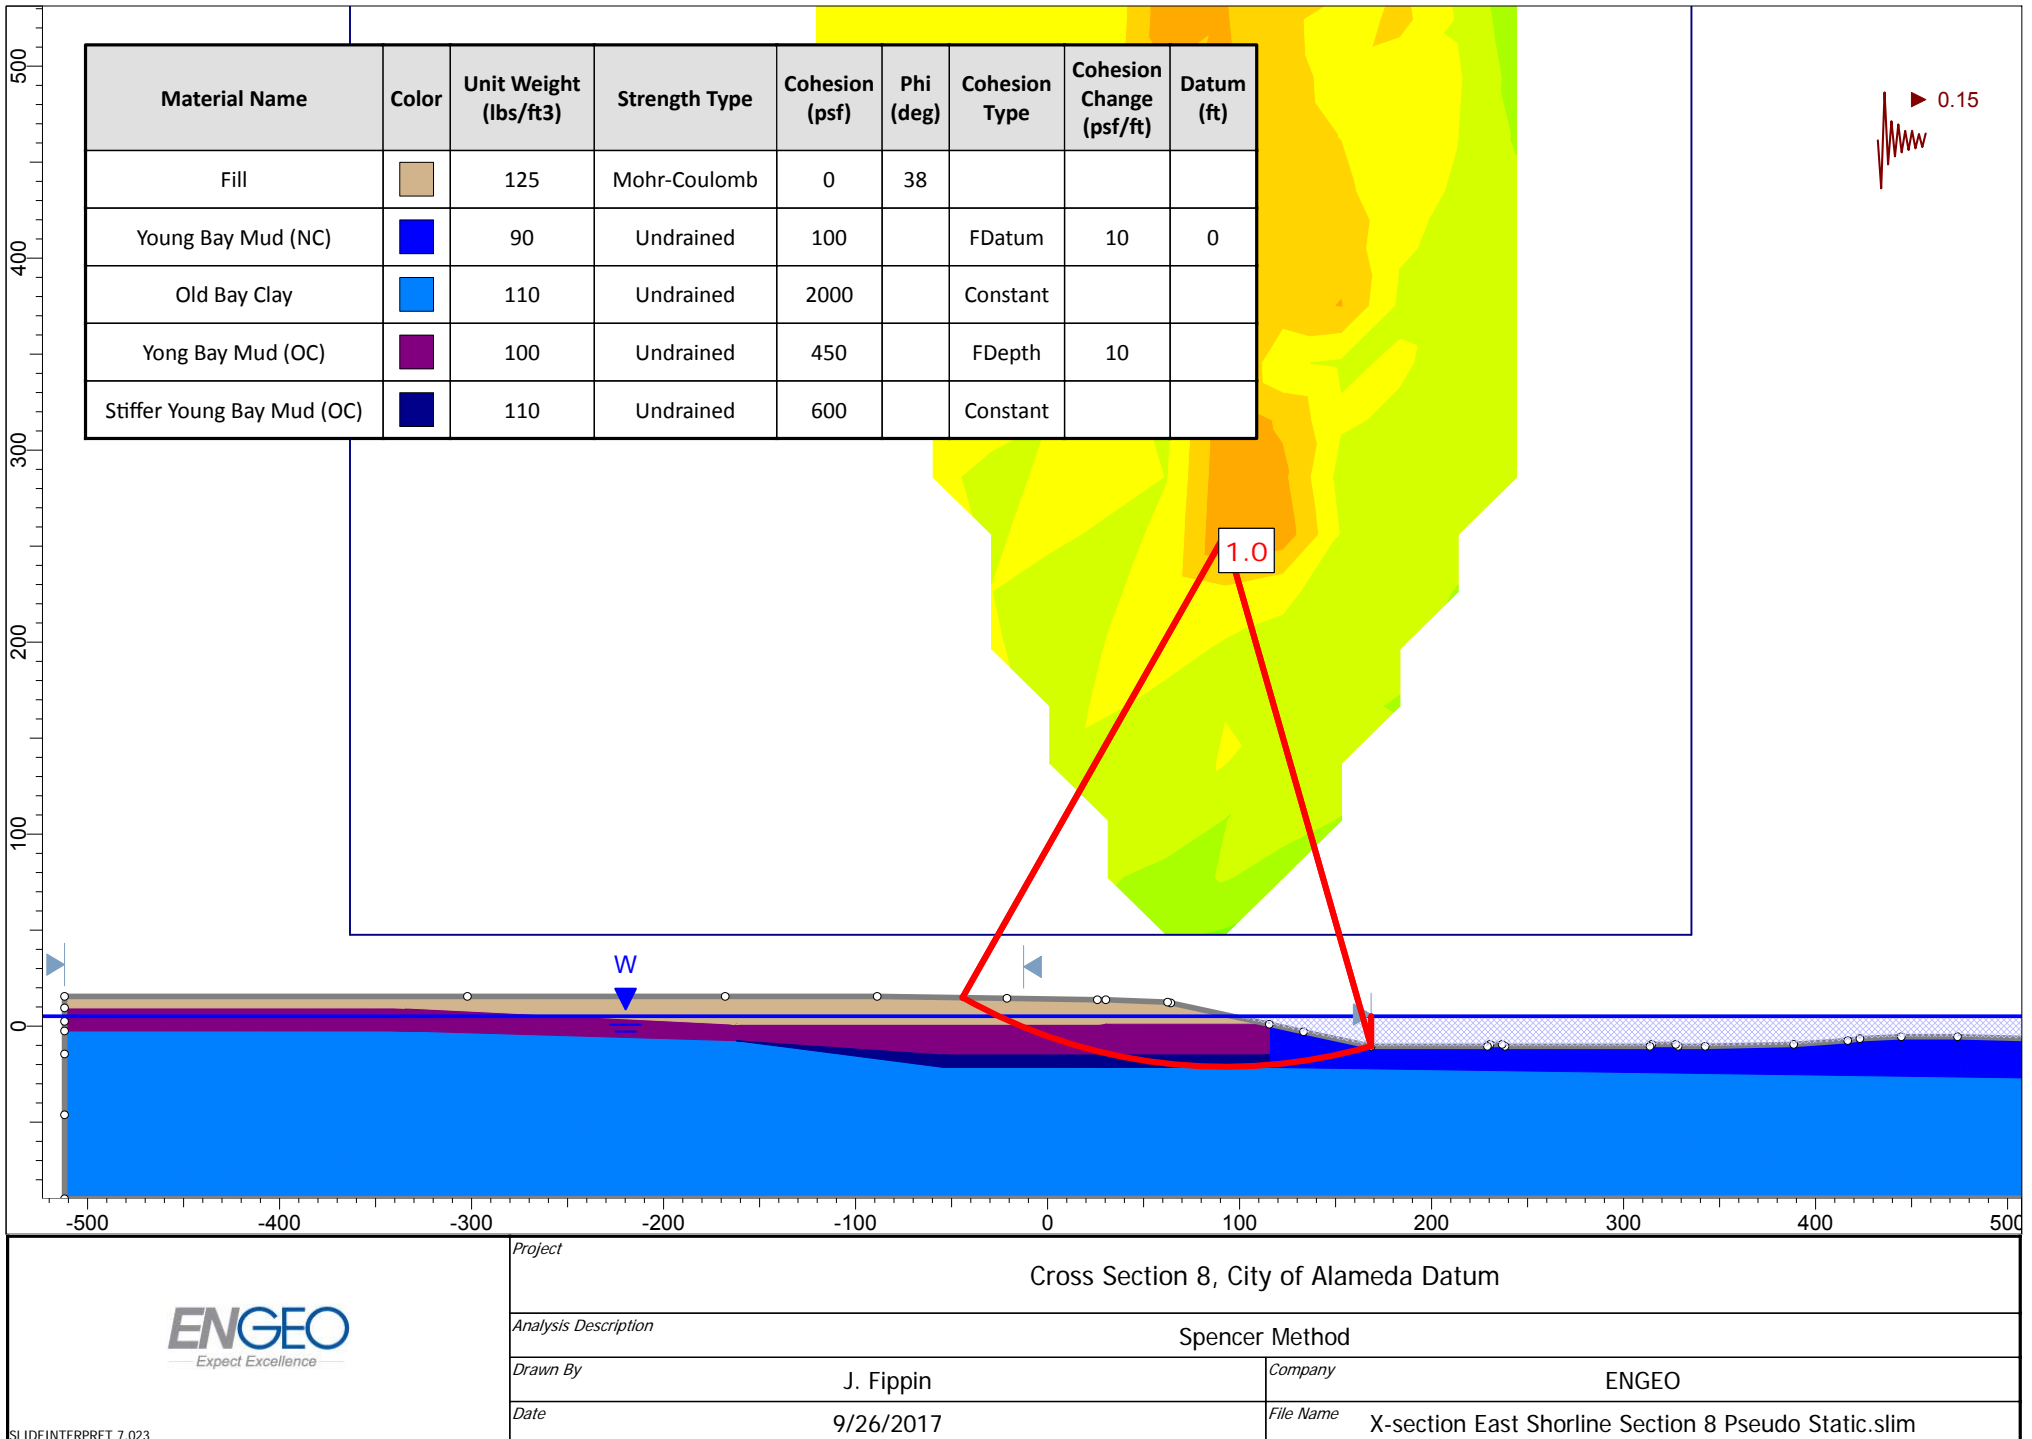 Material Name Color Unit Weight (lbs/ft3) Strength Type Cohesion (psf) Phi (deg) Cohesion Type Cohesion Change (psf/ft) Datum (ft)
Fill 125 Mohr-Coulomb 0 38
Young Bay Mud (NC) 90 Undrained 100 FDatum 10 0
Old Bay Clay 110 Undrained 2000 Constant
Yong Bay Mud (OC) 100 Undrained 450 FDepth 10
Stiffer Young Bay Mud (OC) 110 Undrained 600 Constant
0.15
1.0
W
500
400
300
200
100
0
-500 -400 -300 -200 -100 0 100 200 300 400 500
ENGEO
Expect Excellence
SLIDEINTERPRET 7.023
Project
Cross Section 8, City of Alameda Datum
Analysis Description
Spencer Method
Drawn By J. Fippin Company ENGEO
Date 9/26/2017 File Name X-section East Shorline Section 8 Pseudo Static.slim